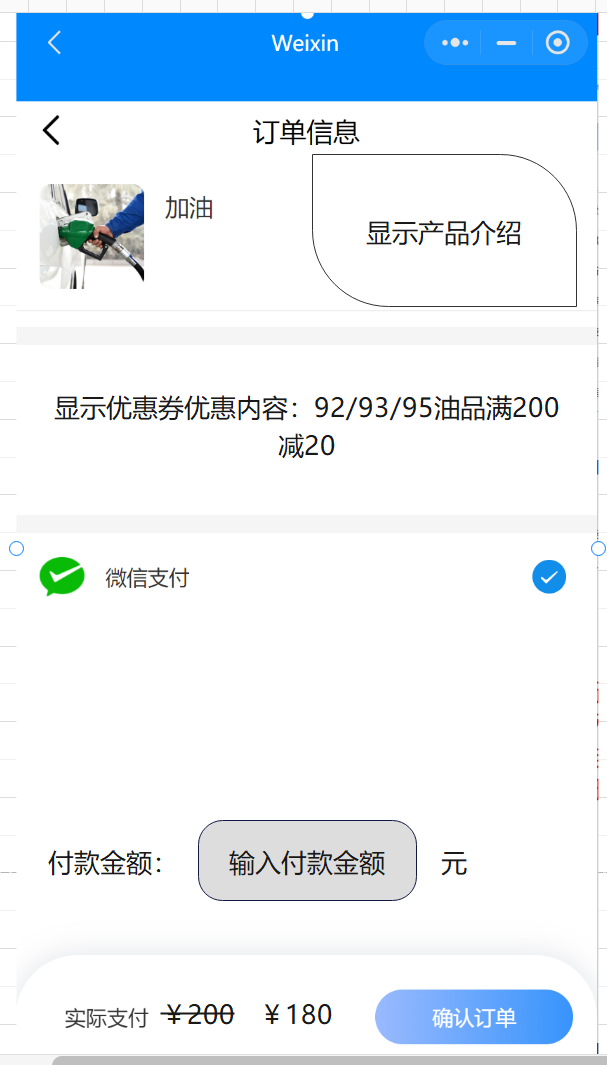 Weixin
订单信息
加油
显示产品介绍
显示优惠券优惠内容：92/93/95油品满200
减20
微信支付
付款金额：
输入付款金额
元
实际支付 ￥200 ￥180
确认订单